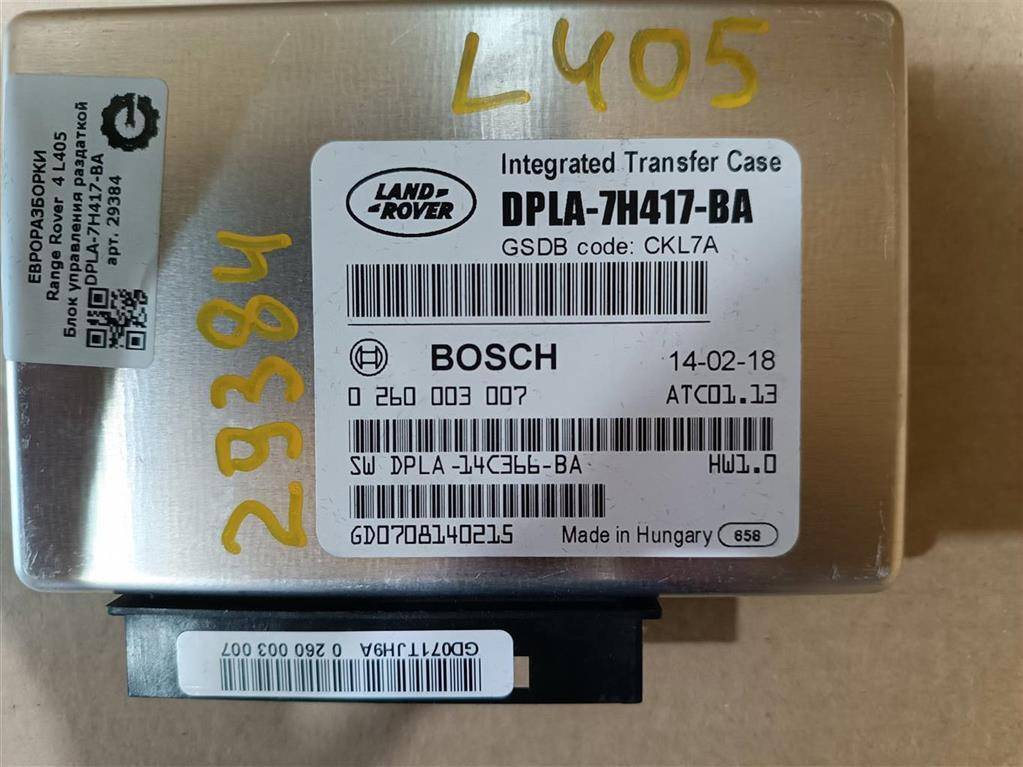 L405
ЕВРОРАЗБОРКИ
Range Rover 4 L405
Блок управления раздаткой
DPLA-7H417-BA
арт. 29384
29384
LAND-
-ROVER
Integrated Transfer Case
DPLA-7H417-BA
GSDB code: CKL7A
BOSCH 14-02-18
0 260 003 007 ATC01.13
SW DPLA-14C366-BA HW1.0
GD0708140215 Made in Hungary 658
GD071TJH9A 0 260 003 007